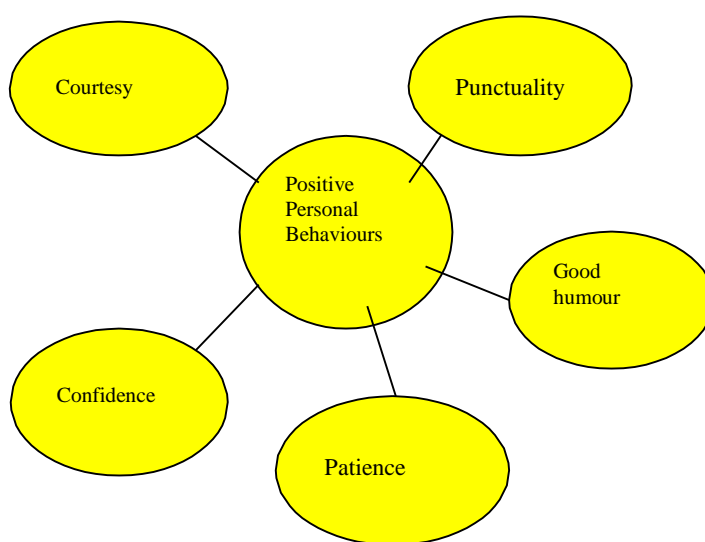 Courtesy
Punctuality
Positive
Personal
Behaviours
Good
humour
Confidence
Patience